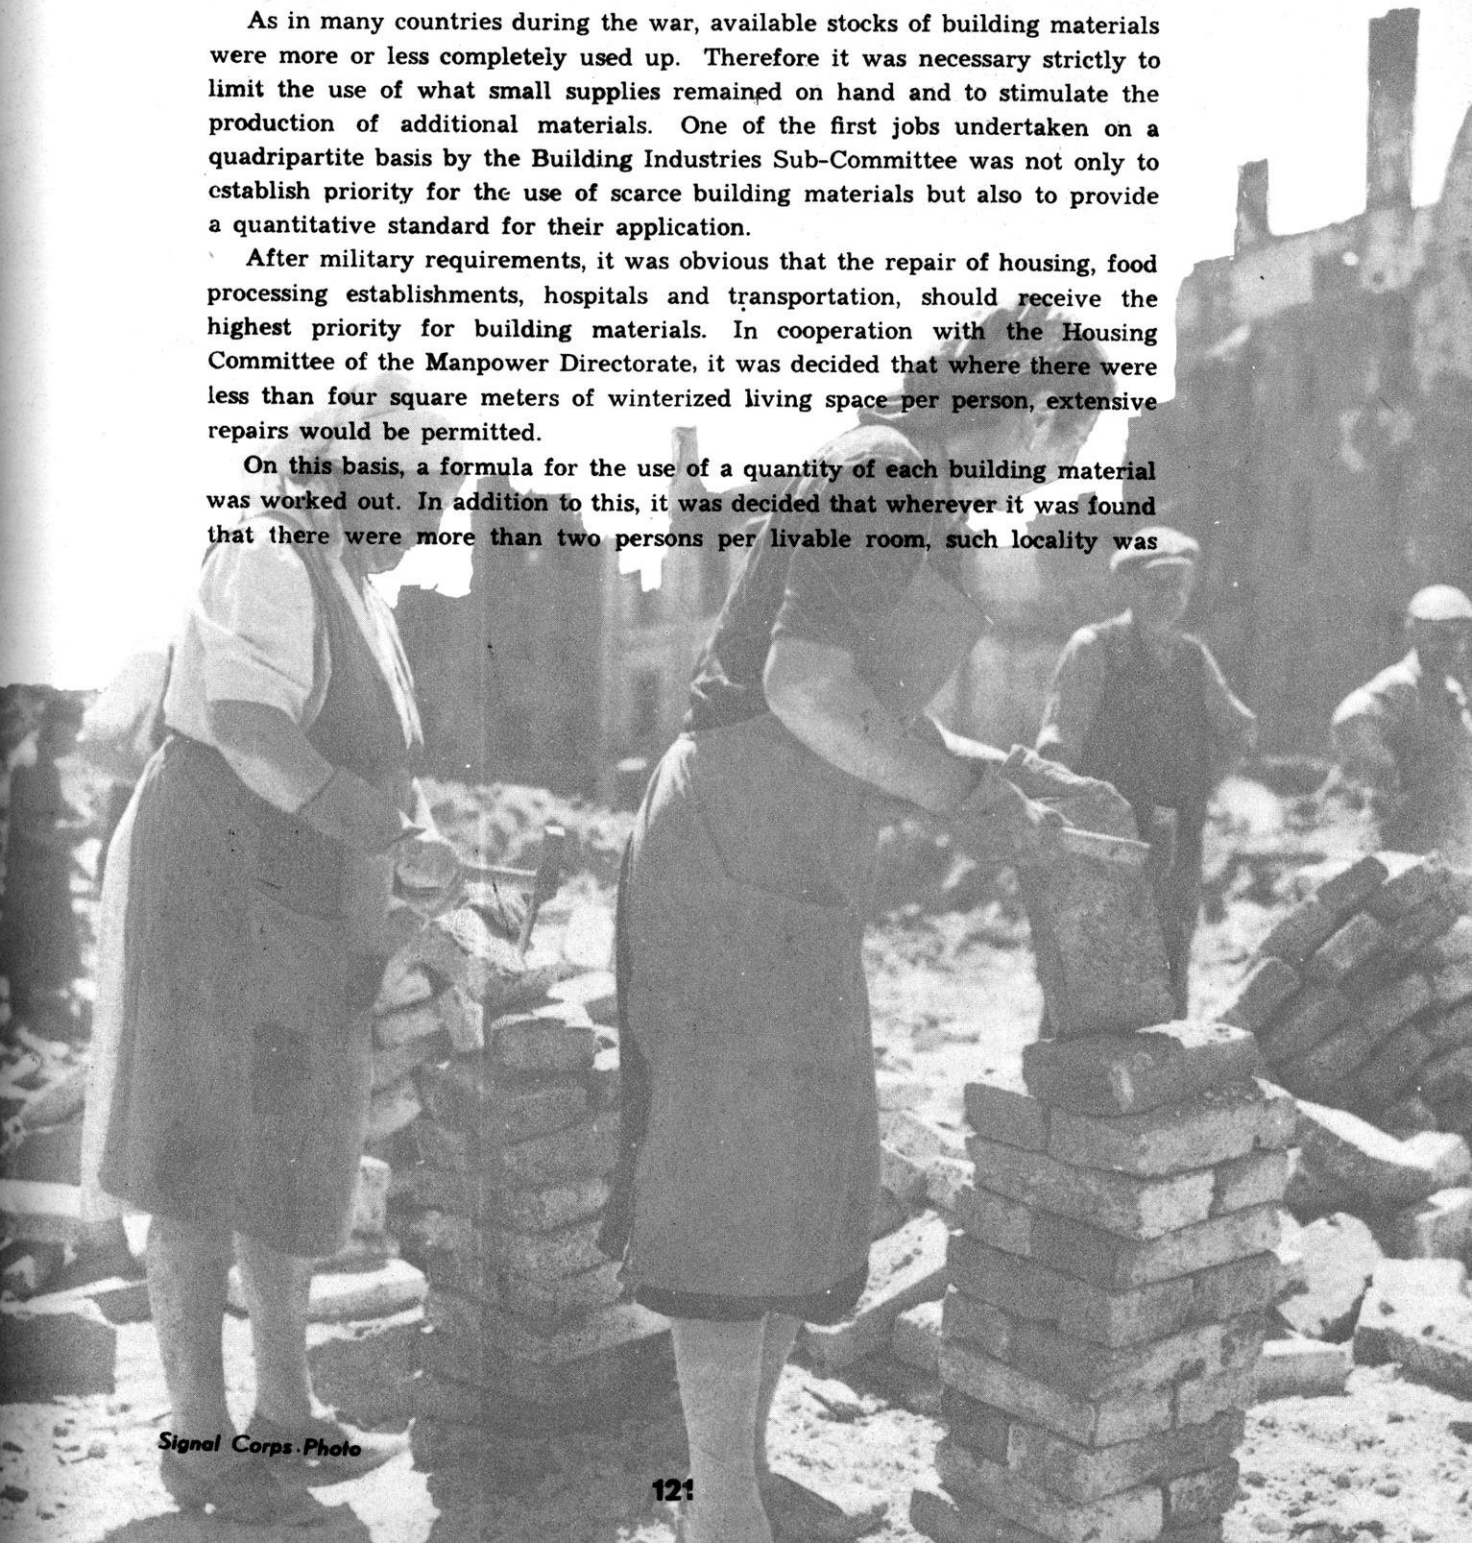 As in many countries during the war, available stocks of building materials
were more or less completely used up. Therefore it was necessary strictly to
limit the use of what small supplies remained on hand and to stimulate the
production of additional materials. One of the first jobs undertaken on a
quadripartite basis by the Building Industries Sub-Committee was not only to
establish priority for the use of scarce building materials but also to provide
a quantitative standard for their application.
After military requirements, it was obvious that the repair of housing, food
processing establishments, hospitals and transportation, should receive the
highest priority for building materials. In cooperation with the Housing
Committee of the Manpower Directorate, it was decided that where there were
less than four square meters of winterized living space per person, extensive
repairs would be permitted.
On this basis, a formula for the use of a quantity of each building material
was worked out. In addition to this, it was decided that wherever it was found
that there were more than two persons per livable room, such locality was
Signal Corps Photo
121